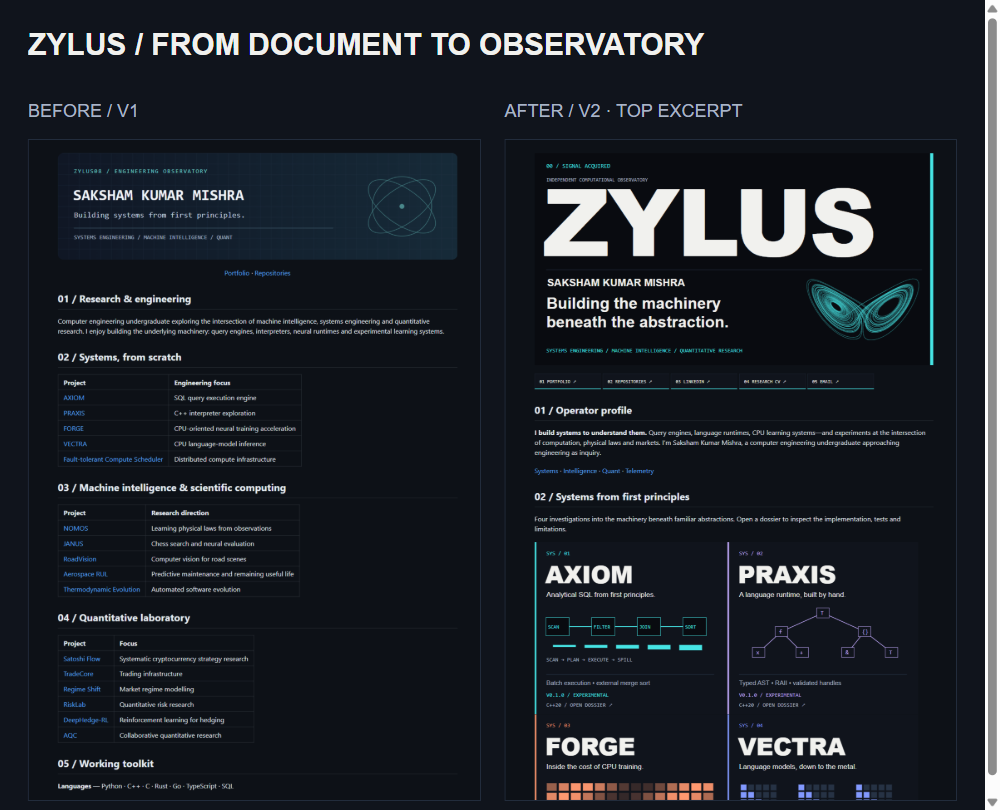 ZYLUS / FROM DOCUMENT TO OBSERVATORY
BEFORE / V1
ZYLUS08 / ENGINEERING OBSERVATORY
SAKSHAM KUMAR MISHRA
Building systems from first principles.
SYSTEMS ENGINEERING / MACHINE INTELLIGENCE / QUANT
Portfolio · Repositories
01 / Research & engineering
Computer engineering undergraduate exploring the intersection of machine intelligence, systems engineering and quantitative
research. I enjoy building the underlying machinery: query engines, interpreters, neural runtimes and experimental learning systems.
02 / Systems, from scratch
Project Engineering focus
AXIOM SQL query execution engine
PRAXIS C++ interpreter exploration
FORGE CPU-oriented neural training acceleration
VECTRA CPU language-model inference
Fault-tolerant Compute Scheduler Distributed compute infrastructure
03 / Machine intelligence & scientific computing
Project Research direction
NOMOS Learning physical laws from observations
JANUS Chess search and neural evaluation
RoadVision Computer vision for road scenes
Aerospace RUL Predictive maintenance and remaining useful life
Thermodynamic Evolution Automated software evolution
04 / Quantitative laboratory
Project Focus
Satoshi Flow Systematic cryptocurrency strategy research
TradeCore Trading infrastructure
Regime Shift Market regime modelling
RiskLab Quantitative risk research
DeepHedge-RL Reinforcement learning for hedging
AQC Collaborative quantitative research
05 / Working toolkit
Languages — Python · C++ · C · Rust · Go · TypeScript · SQL
AFTER / V2 · TOP EXCERPT
00 / SIGNAL ACQUIRED
INDEPENDENT COMPUTATIONAL OBSERVATORY
ZYLUS
SAKSHAM KUMAR MISHRA
Building the machinery
beneath the abstraction.
SYSTEMS ENGINEERING / MACHINE INTELLIGENCE / QUANTITATIVE RESEARCH
01 PORTFOLIO ↗ 02 REPOSITORIES ↗ 03 LINKEDIN ↗ 04 RESEARCH CV ↗ 05 EMAIL ↗
01 / Operator profile
I build systems to understand them. Query engines, language runtimes, CPU learning systems—and experiments at the intersection
of computation, physical laws and markets. I'm Saksham Kumar Mishra, a computer engineering undergraduate approaching
engineering as inquiry.
Systems · Intelligence · Quant · Telemetry
02 / Systems from first principles
Four investigations into the machinery beneath familiar abstractions. Open a dossier to inspect the implementation, tests and
limitations.
SYS / 01
AXIOM
Analytical SQL from first principles.
SCAN FILTER JOIN SORT
SCAN → PLAN → EXECUTE → SPILL
Batch execution • external merge sort
V0.1.0 / EXPERIMENTAL
C++20 / OPEN DOSSIER ↗
SYS / 02
PRAXIS
A language runtime, built by hand.
T
f {}
Typed AST • RAII • validated handles
V0.1.0 / EXPERIMENTAL
C++20 / OPEN DOSSIER ↗
SYS / 03
FORGE
Inside the cost of CPU training.
SYS / 04
VECTRA
Language models, down to the metal.